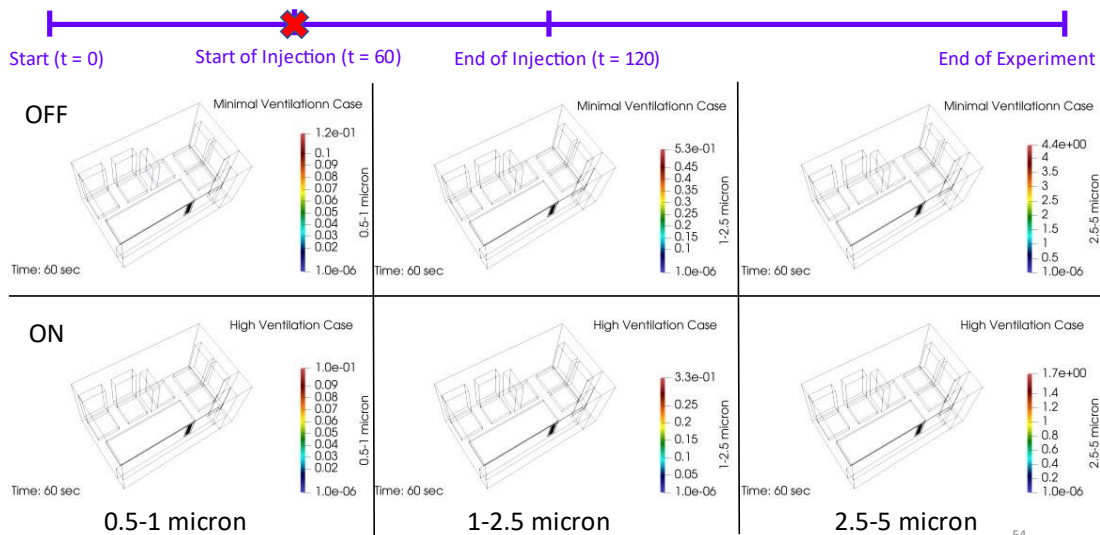 Start (t = 0)
Start of Injection (t = 60)
End of Injection (t = 120)
End of Experiment
OFF
Minimal Ventilationn Case
1.2e-01
0.1
0.09
0.08
0.07
0.06
0.05
0.04
0.03
0.02
1.0e-06
0.5-1 micron
Time: 60 sec
Minimal Ventilationn Case
5.3e-01
0.45
0.4
0.35
0.3
0.25
0.2
0.15
0.1
1.0e-06
1-2.5 micron
Time: 60 sec
Minimal Ventilationn Case
4.4e+00
4
3.5
3
2.5
2
1.5
1
0.5
1.0e-06
2.5-5 micron
Time: 60 sec
ON
High Ventilation Case
1.0e-01
0.09
0.08
0.07
0.06
0.05
0.04
0.03
0.02
1.0e-06
0.5-1 micron
Time: 60 sec
High Ventilation Case
3.3e-01
0.25
0.2
0.15
0.1
0.05
1.0e-06
1-2.5 micron
Time: 60 sec
High Ventilation Case
1.7e+00
1.4
1.2
1
0.8
0.6
0.4
0.2
1.0e-06
2.5-5 micron
Time: 60 sec
0.5-1 micron
1-2.5 micron
2.5-5 micron